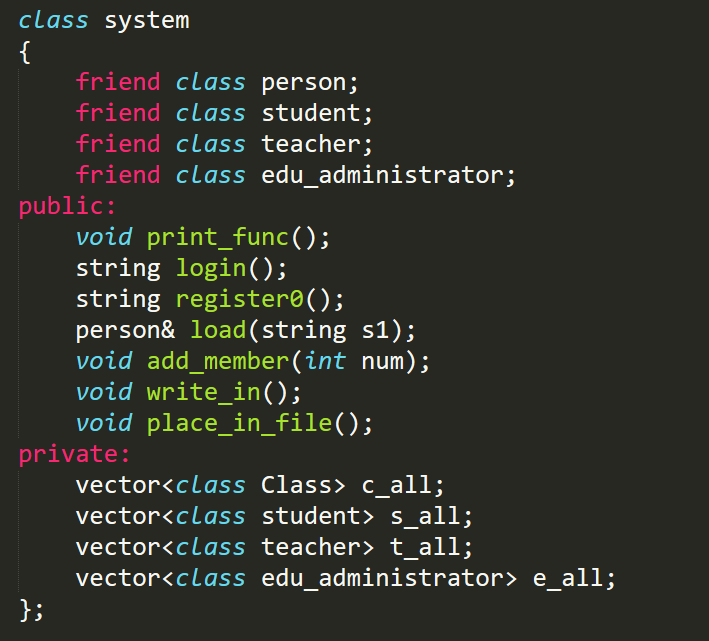 class system
{
    friend class person;
    friend class student;
    friend class teacher;
    friend class edu_administrator;
public:
    void print_func();
    string login();
    string register0();
    person& load(string s1);
    void add_member(int num);
    void write_in();
    void place_in_file();
private:
    vector<class Class> c_all;
    vector<class student> s_all;
    vector<class teacher> t_all;
    vector<class edu_administrator> e_all;
};